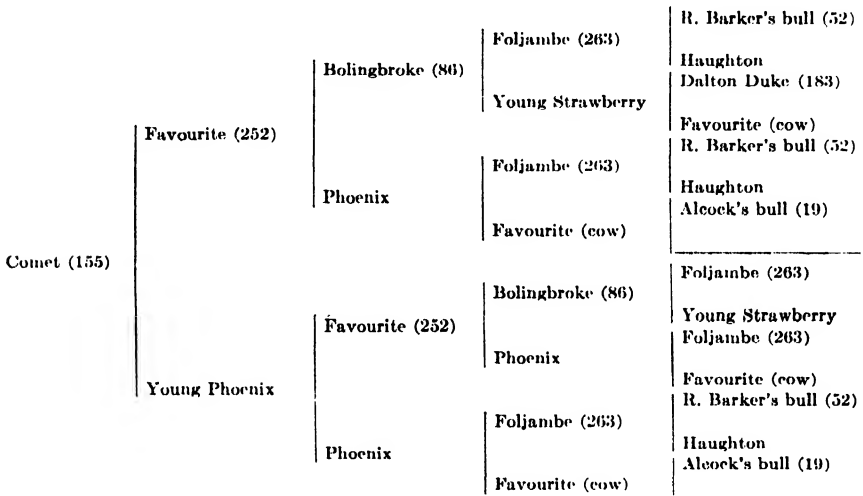 R. Barker's bull (52)
Foljambe (263)
Haughton
Bolingbroke (86)
Dalton Duke (183)
Young Strawberry
Favourite (cow)
Favourite (252)
R. Barker's bull (52)
Foljambe (263)
Haughton
Phoenix
Alcock's bull (19)
Favourite (cow)
Comet (155)
Foljambe (263)
Bolingbroke (86)
Young Strawberry
Favourite (252)
Foljambe (263)
Phoenix
Favourite (cow)
Young Phoenix
R. Barker's bull (52)
Foljambe (263)
Haughton
Phoenix
Alcock's bull (19)
Favourite (cow)